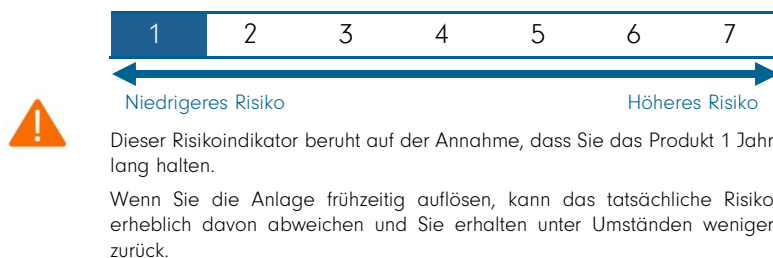 1 2 3 4 5 6 7
Niedrigeres Risiko Höheres Risiko
Dieser Risikoindikator beruht auf der Annahme, dass Sie das Produkt 1 Jahr
lang halten.
Wenn Sie die Anlage frühzeitig auflösen, kann das tatsächliche Risiko
erheblich davon abweichen und Sie erhalten unter Umständen weniger
zurück.